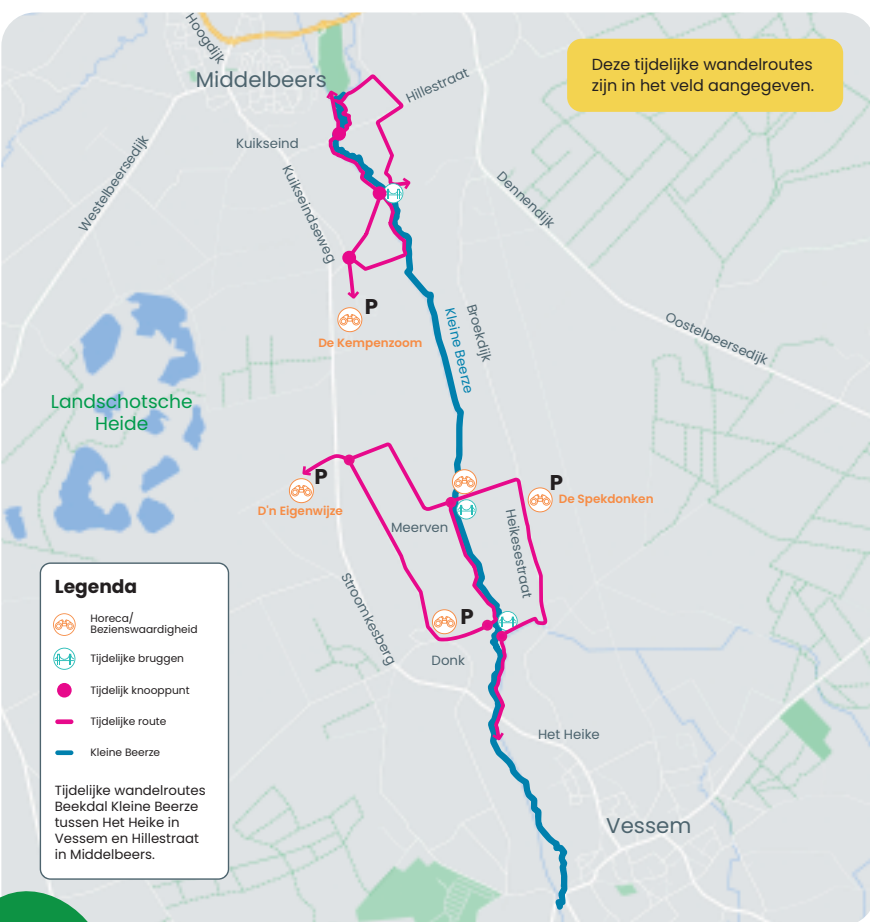 Hoogdijk
Deze tijdelijke wandelroutes
zijn in het veld aangegeven.
Middelbeers
Hillestraat
Kuikseind
Westelbeersedijk
Kuikseindseweg
Dennendijk
P
De Kempenzoom
Kleine Beerze
Broekdijk
Oostelbeersedijk
Landschotsche
Heide
P
D'n Eigenwijze
P
De Spekdonken
Meerven
Heikesestraat
Stroomkesberg
P
Donk
Het Heike
Vessem
Legenda
Horeca/
Bezienswaardigheid
Tijdelijke bruggen
Tijdelijk knooppunt
Tijdelijke route
Kleine Beerze
Tijdelijke wandelroutes
Beekdal Kleine Beerze
tussen Het Heike in
Vessem en Hillestraat
in Middelbeers.